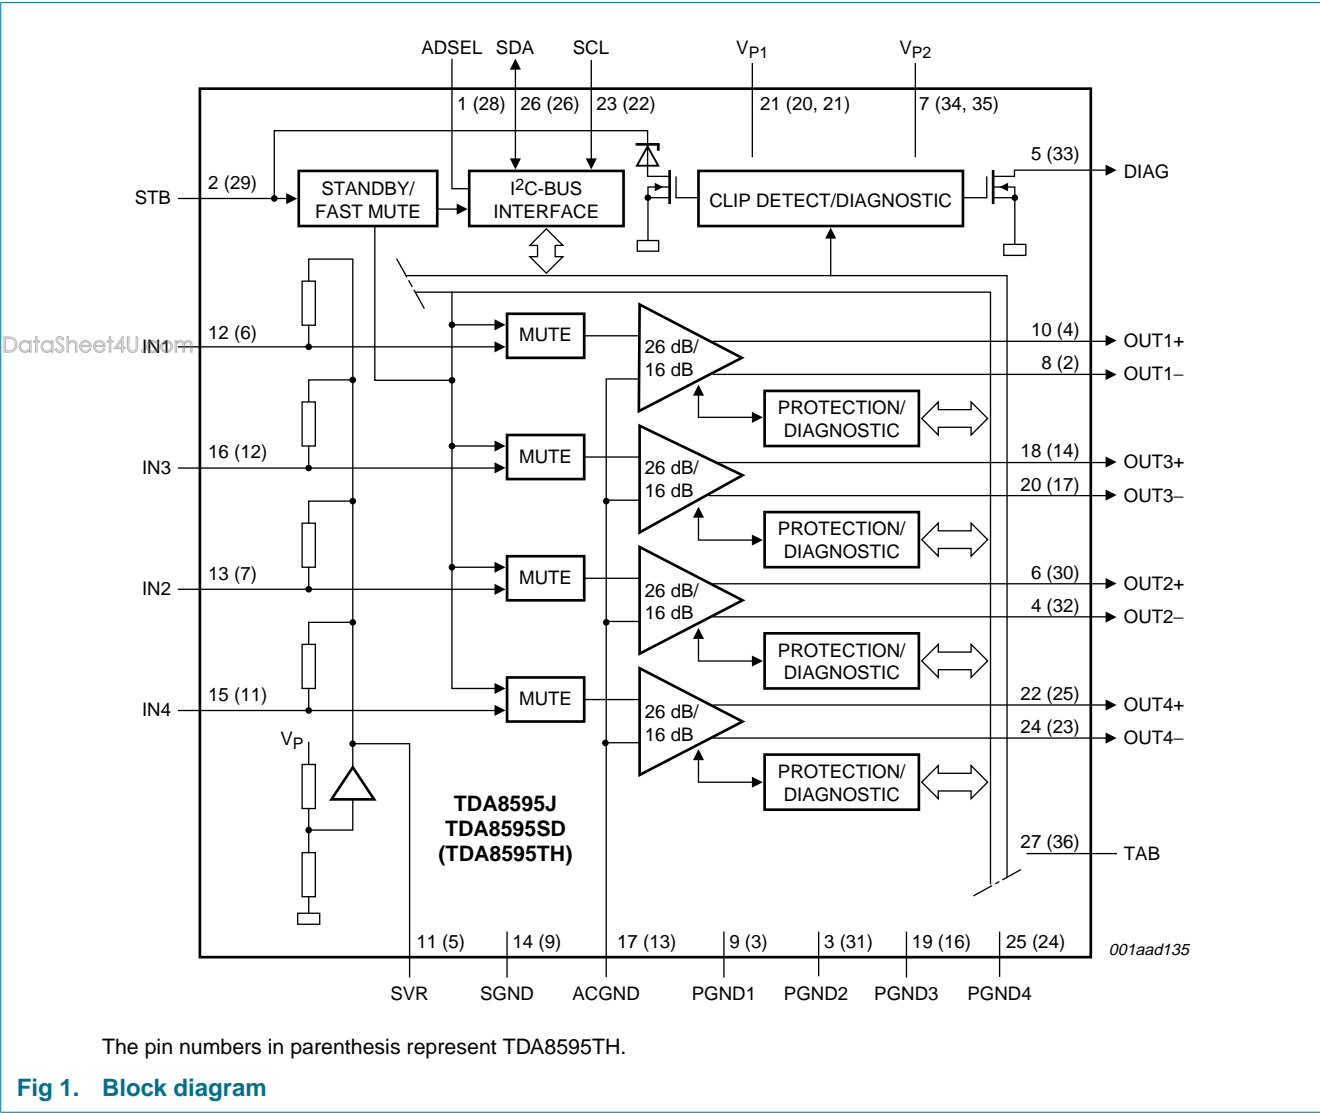 ADSEL SDA SCL VP1 VP2
1 (28) 26 (26) 23 (22) 21 (20, 21) 7 (34, 35)
5 (33)
DIAG
2 (29)
STB
STANDBY/
FAST MUTE
I2C-BUS
INTERFACE
CLIP DETECT/DIAGNOSTIC
12 (6)
IN1
DataSheet4U.com
MUTE
26 dB/
16 dB
10 (4)
OUT1+
8 (2)
OUT1−
PROTECTION/
DIAGNOSTIC
16 (12)
IN3
MUTE
26 dB/
16 dB
18 (14)
OUT3+
20 (17)
OUT3−
PROTECTION/
DIAGNOSTIC
13 (7)
IN2
MUTE
26 dB/
16 dB
6 (30)
OUT2+
4 (32)
OUT2−
PROTECTION/
DIAGNOSTIC
15 (11)
IN4
MUTE
26 dB/
16 dB
22 (25)
OUT4+
24 (23)
OUT4−
PROTECTION/
DIAGNOSTIC
VP
TDA8595J
TDA8595SD
(TDA8595TH)
27 (36)
TAB
11 (5) 14 (9) 17 (13) 9 (3) 3 (31) 19 (16) 25 (24)
001aad135
SVR SGND ACGND PGND1 PGND2 PGND3 PGND4
The pin numbers in parenthesis represent TDA8595TH.
Fig 1. Block diagram